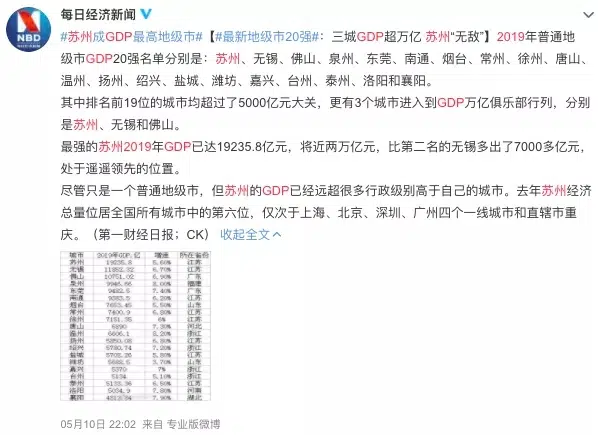 每日经济新闻
NBD
#苏州成GDP最高地级市#【#最新地级市20强#：三城GDP超万亿 苏州“无敌”】2019年普通地
级市GDP20强名单分别是：苏州、无锡、佛山、泉州、东莞、南通、烟台、常州、徐州、唐山、
温州、扬州、绍兴、盐城、潍坊、嘉兴、台州、泰州、洛阳和襄阳。
其中排名前19位的城市均超过了5000亿元大关，更有3个城市进入到GDP万亿俱乐部行列，分别
是苏州、无锡和佛山。
最强的苏州2019年GDP已达19235.8亿元，将近两万亿元，比第二名的无锡多出了7000多亿元，
处于遥遥领先的位置。
尽管只是一个普通地级市，但苏州的GDP已经远超很多行政级别高于自己的城市。去年苏州经济
总量位居全国所有城市中的第六位，仅次于上海、北京、深圳、广州四个一线城市和直辖市重
庆。（第一财经日报；CK） 收起全文
城市 2019年GDP,亿 增速 所在省份
苏州 19235.8 5.60% 江苏
无锡 11852.32 6.70% 江苏
佛山 10751.02 6.90% 广东
泉州 9946.66 8.00% 福建
东莞 9482.5 7.40% 广东
南通 9383.5 6.20% 江苏
烟台 7653.45 5.50% 山东
常州 7400.9 6.80% 江苏
徐州 7151.35 6% 江苏
唐山 6890 7.30% 河北
温州 6606.1 8.20% 浙江
扬州 5850.08 6.80% 江苏
绍兴 5780.74 7.20% 浙江
盐城 5702.26 江苏
潍坊 3.70% 山东
嘉兴 5370 7% 浙江
台州 5134 5.10% 浙江
泰州 5133.36 江苏
洛阳 5034.9 7.80% 河南
襄阳 7.90% 湖北
05月10日 22:02 来自 专业版微博